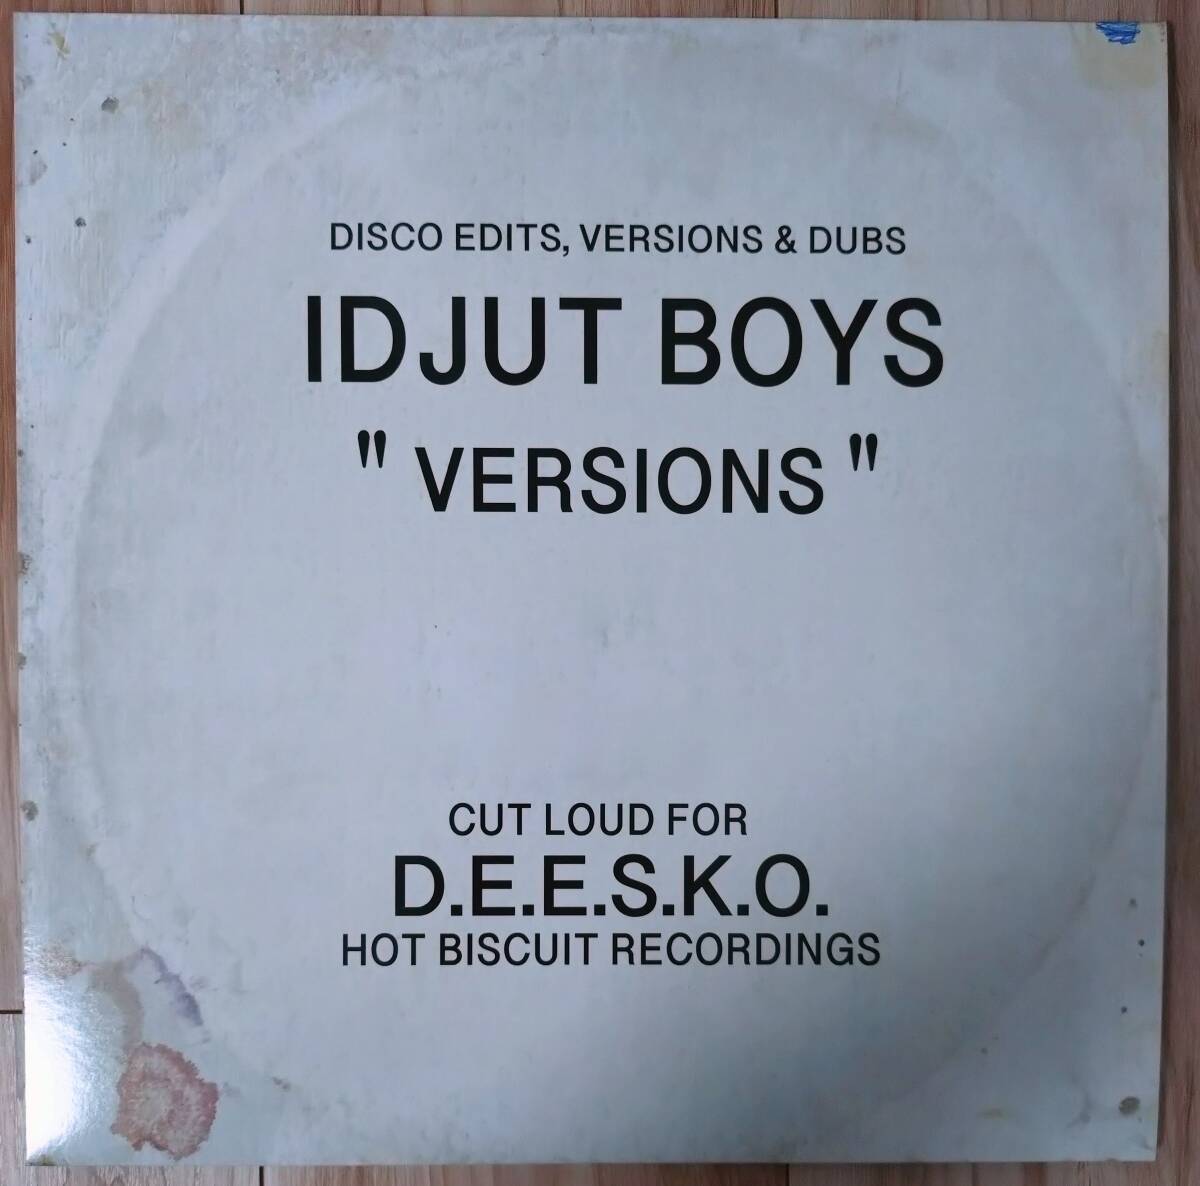 DISCO EDITS, VERSIONS & DUBS
IDJUT BOYS
" VERSIONS "
CUT LOUD FOR
D.E.E.S.K.O.
HOT BISCUIT RECORDINGS